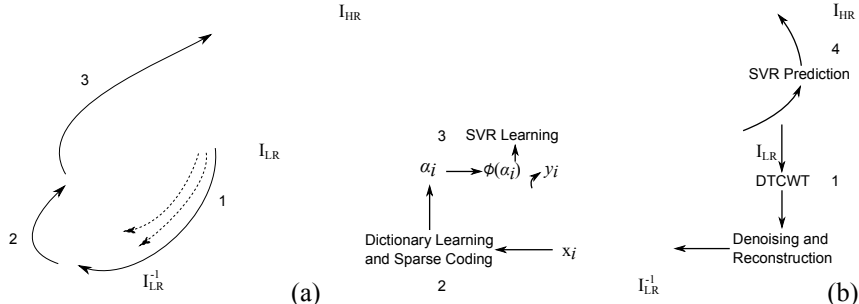 I_HR
3
I_LR
1
2
I_LR^-1
(a)
3 SVR Learning
α_i ϕ(α_i) y_i
Dictionary Learning
and Sparse Coding
x_i
2
I_HR
4
SVR Prediction
I_LR
DTCWT 1
Denoising and
Reconstruction
I_LR^-1
(b)